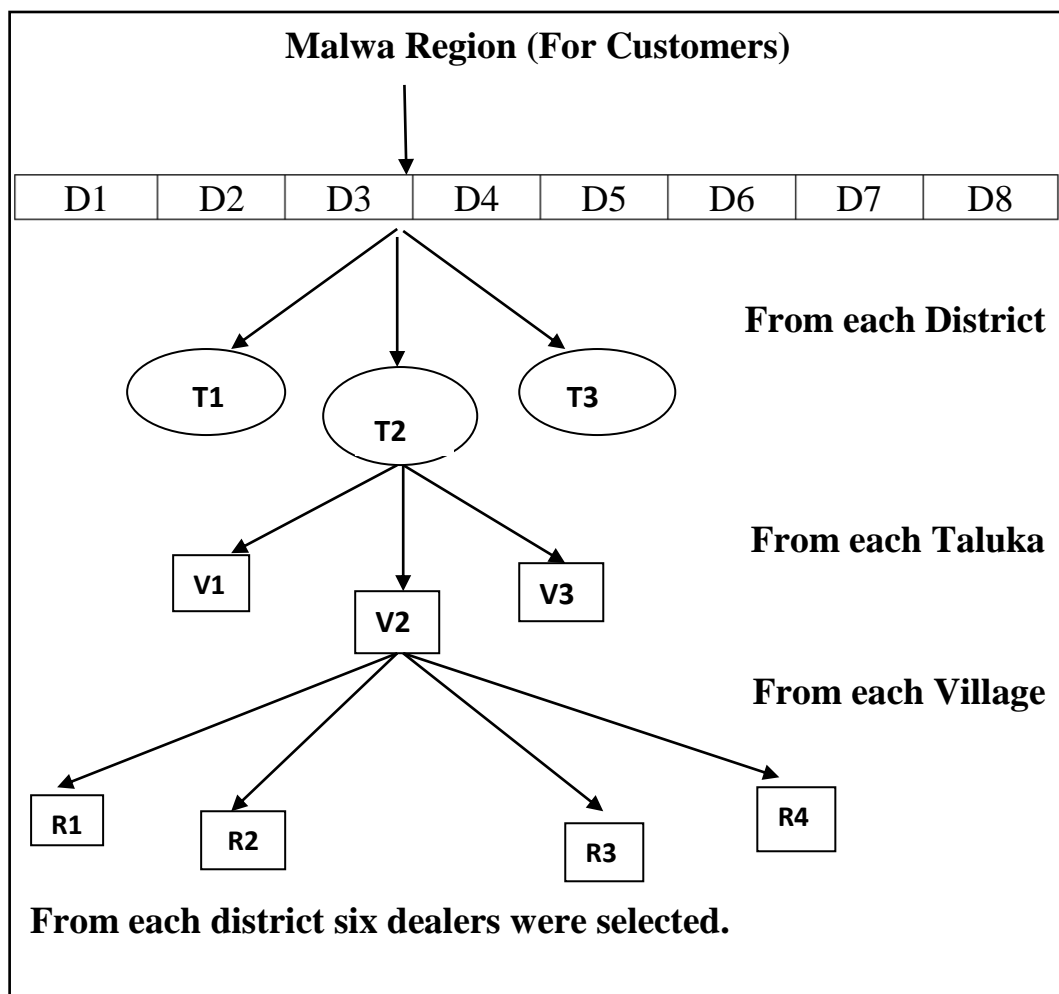 Malwa Region (For Customers)
D1 D2 D3 D4 D5 D6 D7 D8
From each District
T1 T2 T3
From each Taluka
V1 V2 V3
From each Village
R1 R2 R3 R4
From each district six dealers were selected.